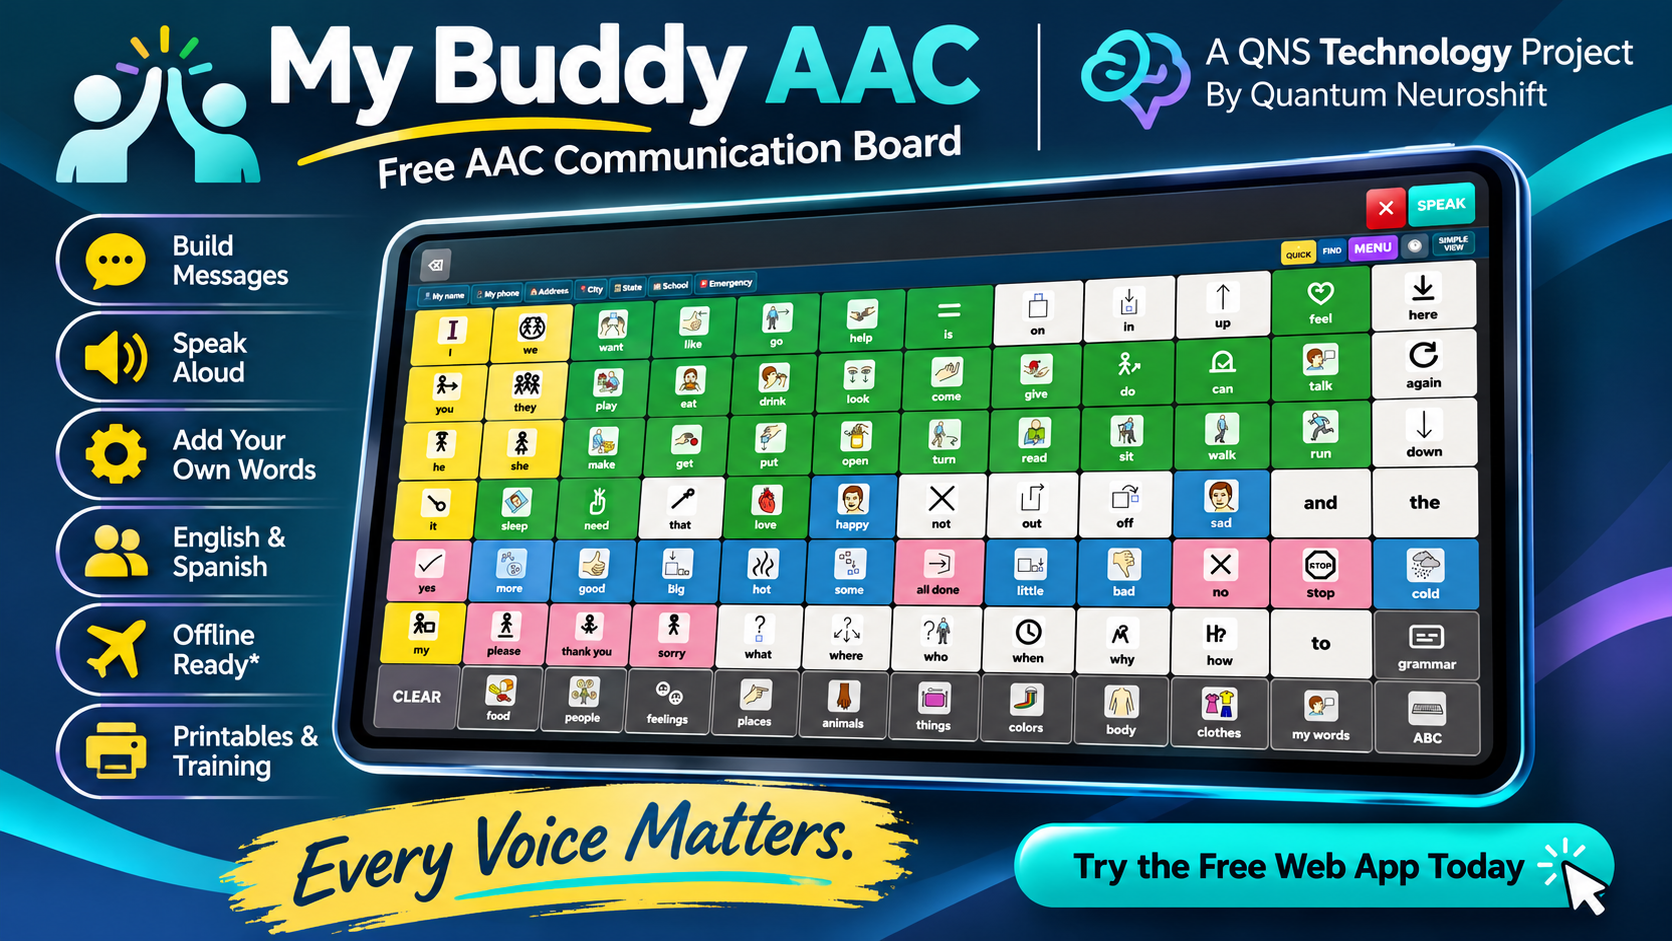 My Buddy AAC
Free AAC Communication Board
A QNS Technology Project
By Quantum Neuroshift
Build
Messages
Speak
Aloud
Add Your
Own Words
English &
Spanish
Offline
Ready*
Printables &
Training
SPEAK
QUICK
FIND
MENU
SIMPLE
VIEW
My name
My phone
Address
City
State
School
Emergency
I
I we want like go help is on in up feel here
you they play eat drink look come give do can talk again
he she make get put open turn read sit walk run down
it sleep need that love happy not out off sad and the
STOP
yes more good Big hot some all done little bad no stop cold
? ? ? H?
my please thank you sorry what where who when why how to grammar
CLEAR food people feelings places animals things colors body clothes my words ABC
Every Voice Matters.
Try the Free Web App Today